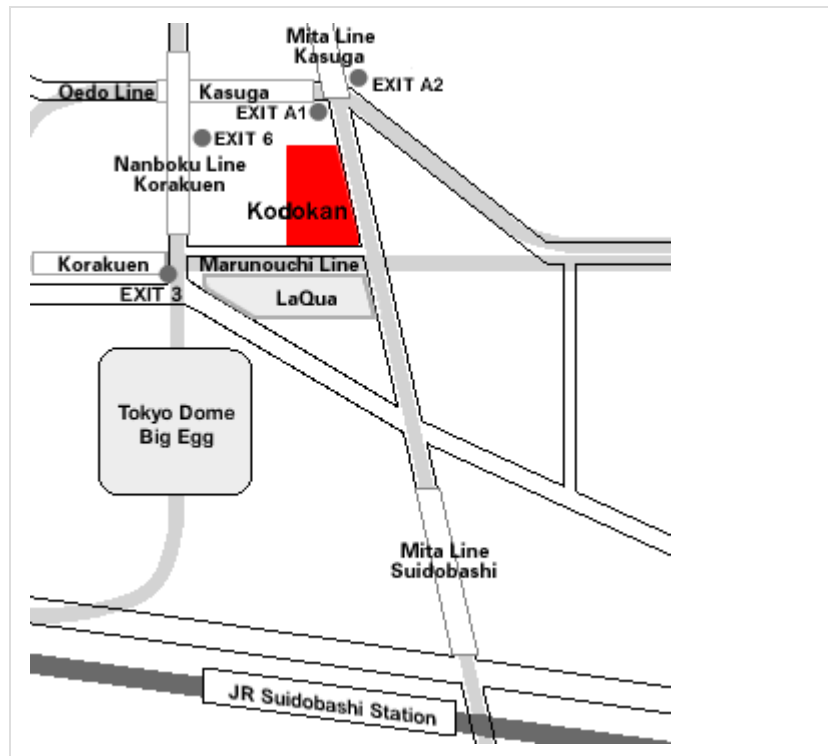 Mita Line
Kasuga
Oedo Line
Kasuga
EXIT A2
EXIT A1
EXIT 6
Nanboku Line
Korakuen
Kodokan
Korakuen
Marunouchi Line
EXIT 3
LaQua
Tokyo Dome
Big Egg
Mita Line
Suidobashi
JR Suidobashi Station